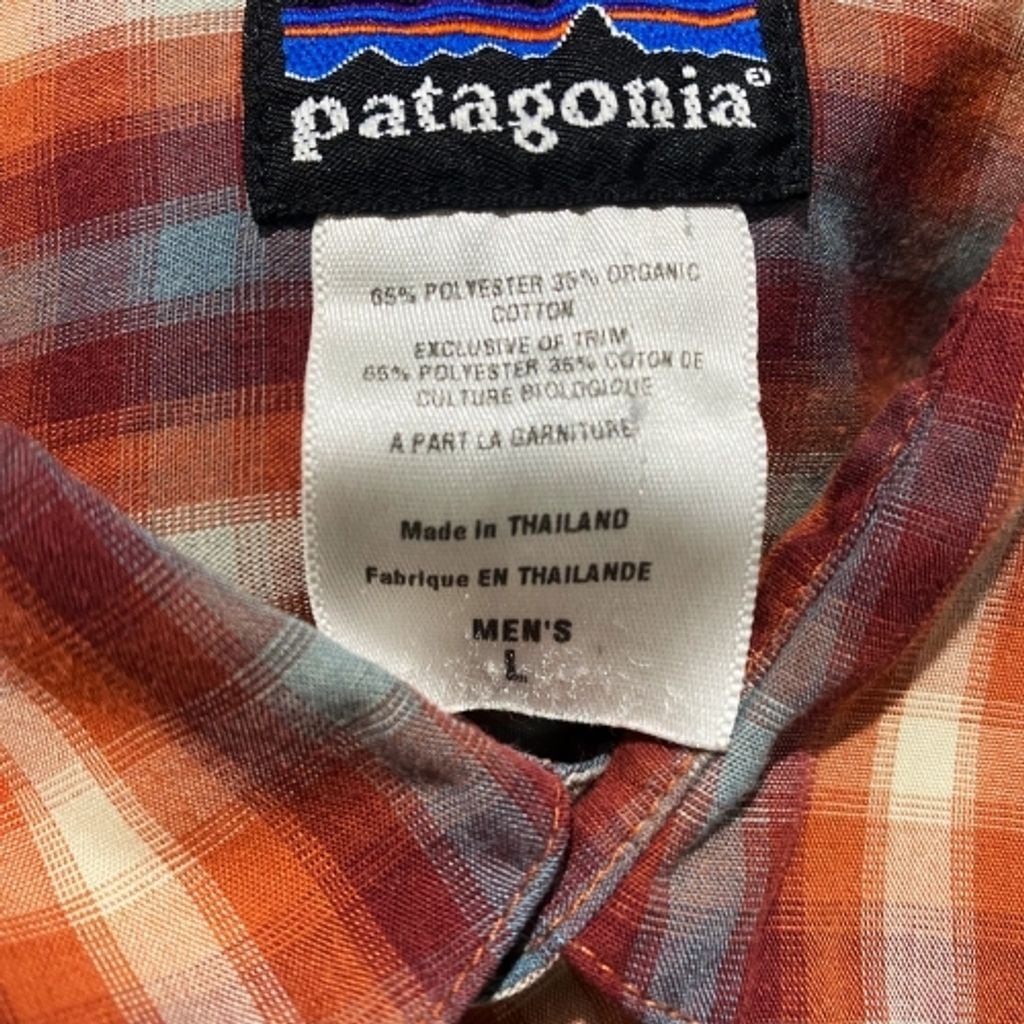 patagonia®
65% POLYESTER 35% ORGANIC
COTTON
EXCLUSIVE OF TRIM
65% POLYESTER 35% COTON DE
CULTURE BIOLOGIQUE
A PART LA GARNITURE
Made in THAILAND
Fabrique EN THAILANDE
MEN'S
L